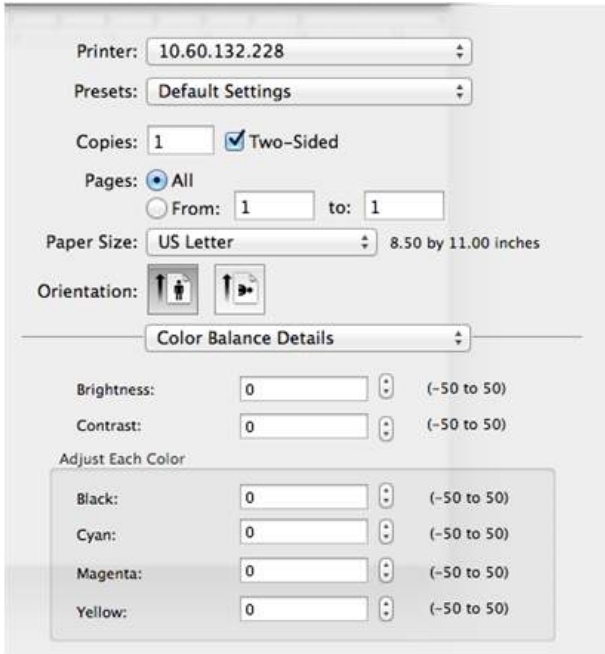 Printer: 10.60.132.228
Presets: Default Settings
Copies: 1 Two-Sided
Pages: All
From: 1 to: 1
Paper Size: US Letter 8.50 by 11.00 inches
Orientation:
Color Balance Details
Brightness: 0 (-50 to 50)
Contrast: 0 (-50 to 50)
Adjust Each Color
Black: 0 (-50 to 50)
Cyan: 0 (-50 to 50)
Magenta: 0 (-50 to 50)
Yellow: 0 (-50 to 50)